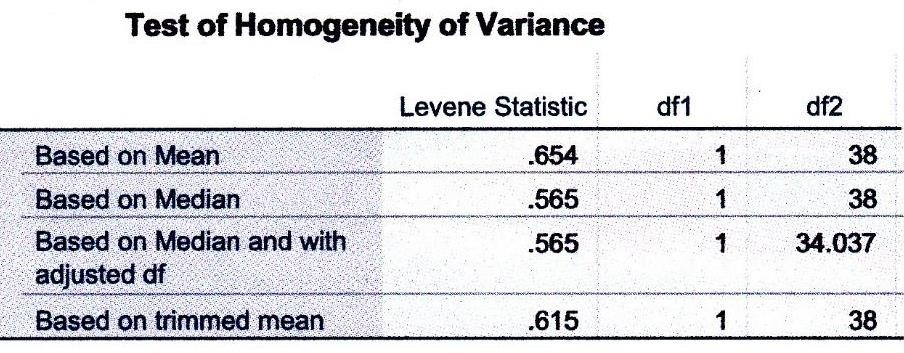 Test of Homogeneity of Variance
Levene Statistic df1 df2
Based on Mean .654 1 38
Based on Median .565 1 38
Based on Median and with .565 1 34.037
adjusted df
Based on trimmed mean .615 1 38